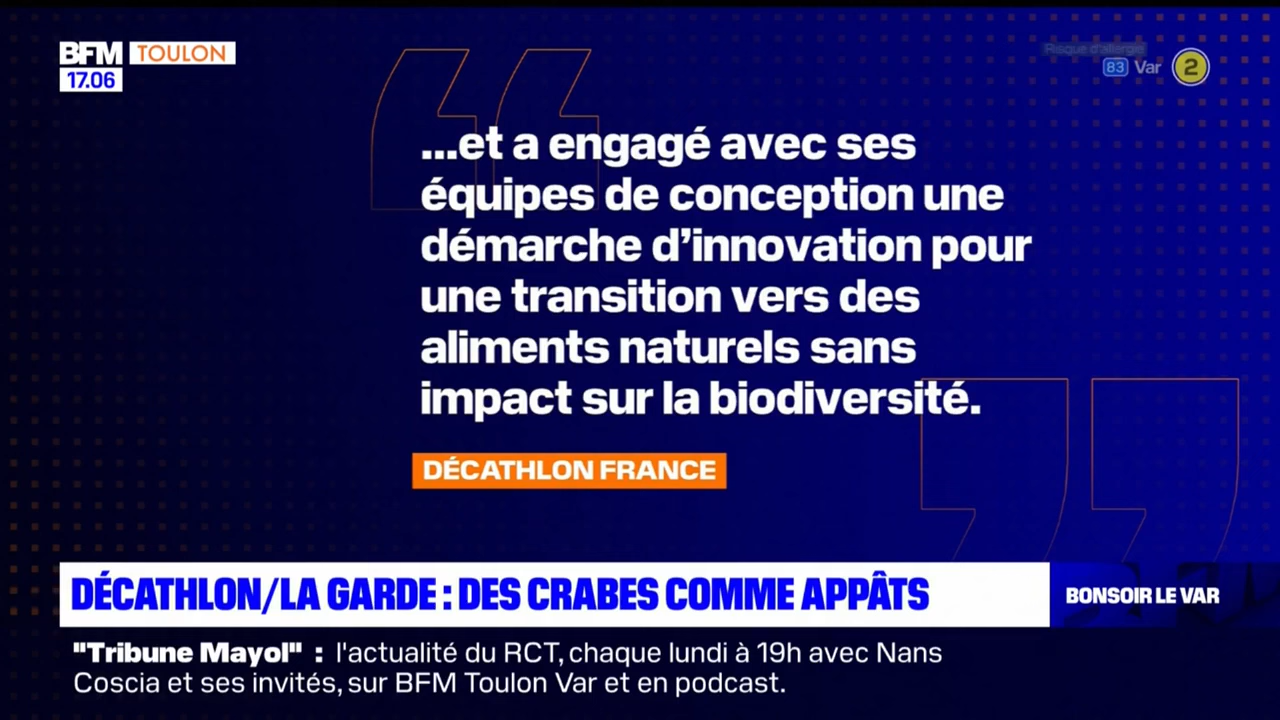 BFM TOULON
17.06
Risque d'allergie
83 Var 2
...et a engagé avec ses
équipes de conception une
démarche d’innovation pour
une transition vers des
aliments naturels sans
impact sur la biodiversité.
DÉCATHLON FRANCE
DÉCATHLON/LA GARDE : DES CRABES COMME APPÂTS
BONSOIR LE VAR
"Tribune Mayol" : l'actualité du RCT, chaque lundi à 19h avec Nans
Coscia et ses invités, sur BFM Toulon Var et en podcast.